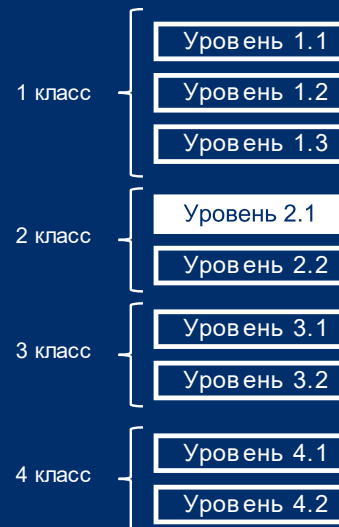 1 класс
Уровень 1.1
Уровень 1.2
Уровень 1.3
2 класс
Уровень 2.1
Уровень 2.2
3 класс
Уровень 3.1
Уровень 3.2
4 класс
Уровень 4.1
Уровень 4.2